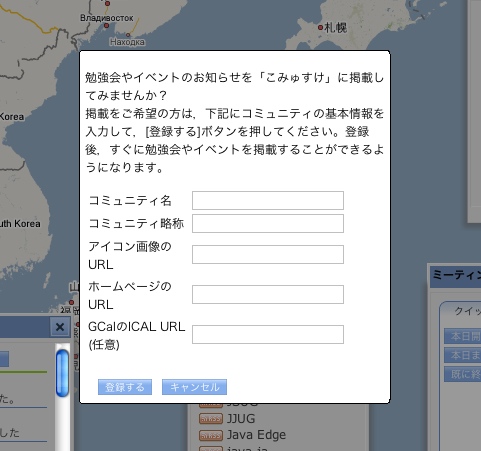 Владивосток
Находка
札幌
Korea
uth Korea
勉強会やイベントのお知らせを「こみゅすけ」に掲載し
てみませんか？
掲載をご希望の方は，下記にコミュニティの基本情報を
入力して，[登録する]ボタンを押してください。登録
後，すぐに勉強会やイベントを掲載することができるよ
うになります。
コミュニティ名
コミュニティ略称
アイコン画像の
URL
ホームページの
URL
GCalのICAL URL
(任意)
登録する
キャンセル
ミーティン
クイッ
本日開
本日ま
既に終
た。
した
JJUG
Java Edge
java-ja